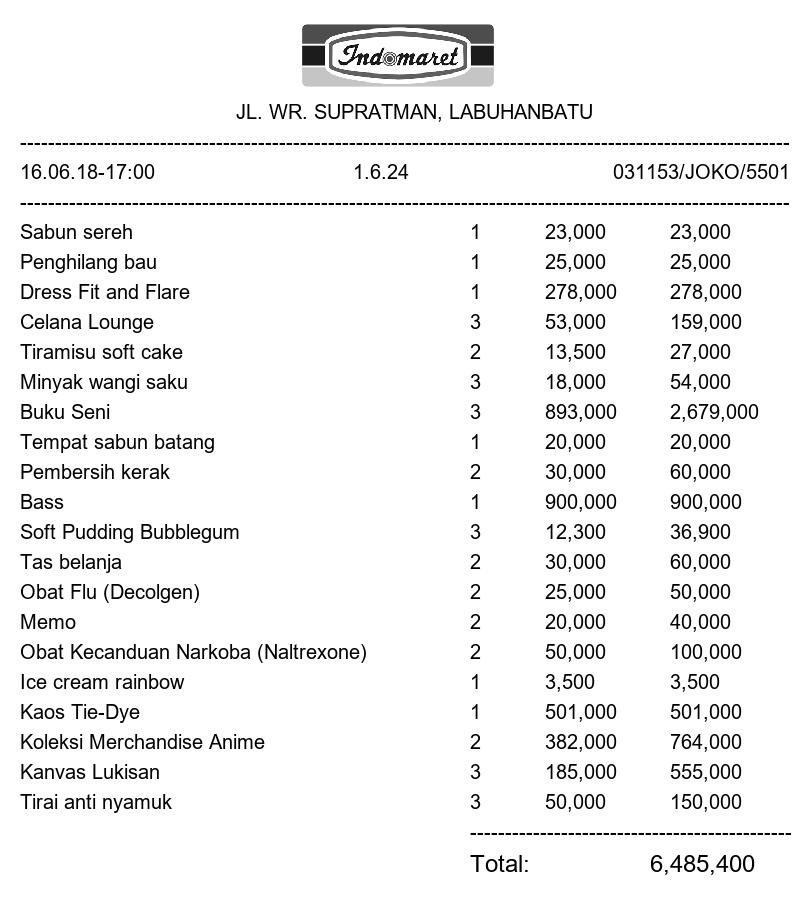 Indomaret
JL. WR. SUPRATMAN, LABUHANBATU
--------------------------------------------------------------------------------
16.06.18-17:00 1.6.24 031153/JOKO/5501
--------------------------------------------------------------------------------
Sabun sereh 1 23,000 23,000
Penghilang bau 1 25,000 25,000
Dress Fit and Flare 1 278,000 278,000
Celana Lounge 3 53,000 159,000
Tiramisu soft cake 2 13,500 27,000
Minyak wangi saku 3 18,000 54,000
Buku Seni 3 893,000 2,679,000
Tempat sabun batang 1 20,000 20,000
Pembersih kerak 2 30,000 60,000
Bass 1 900,000 900,000
Soft Pudding Bubblegum 3 12,300 36,900
Tas belanja 2 30,000 60,000
Obat Flu (Decolgen) 2 25,000 50,000
Memo 2 20,000 40,000
Obat Kecanduan Narkoba (Naltrexone) 2 50,000 100,000
Ice cream rainbow 1 3,500 3,500
Kaos Tie-Dye 1 501,000 501,000
Koleksi Merchandise Anime 2 382,000 764,000
Kanvas Lukisan 3 185,000 555,000
Tirai anti nyamuk 3 50,000 150,000
----------------------------------------------
Total: 6,485,400